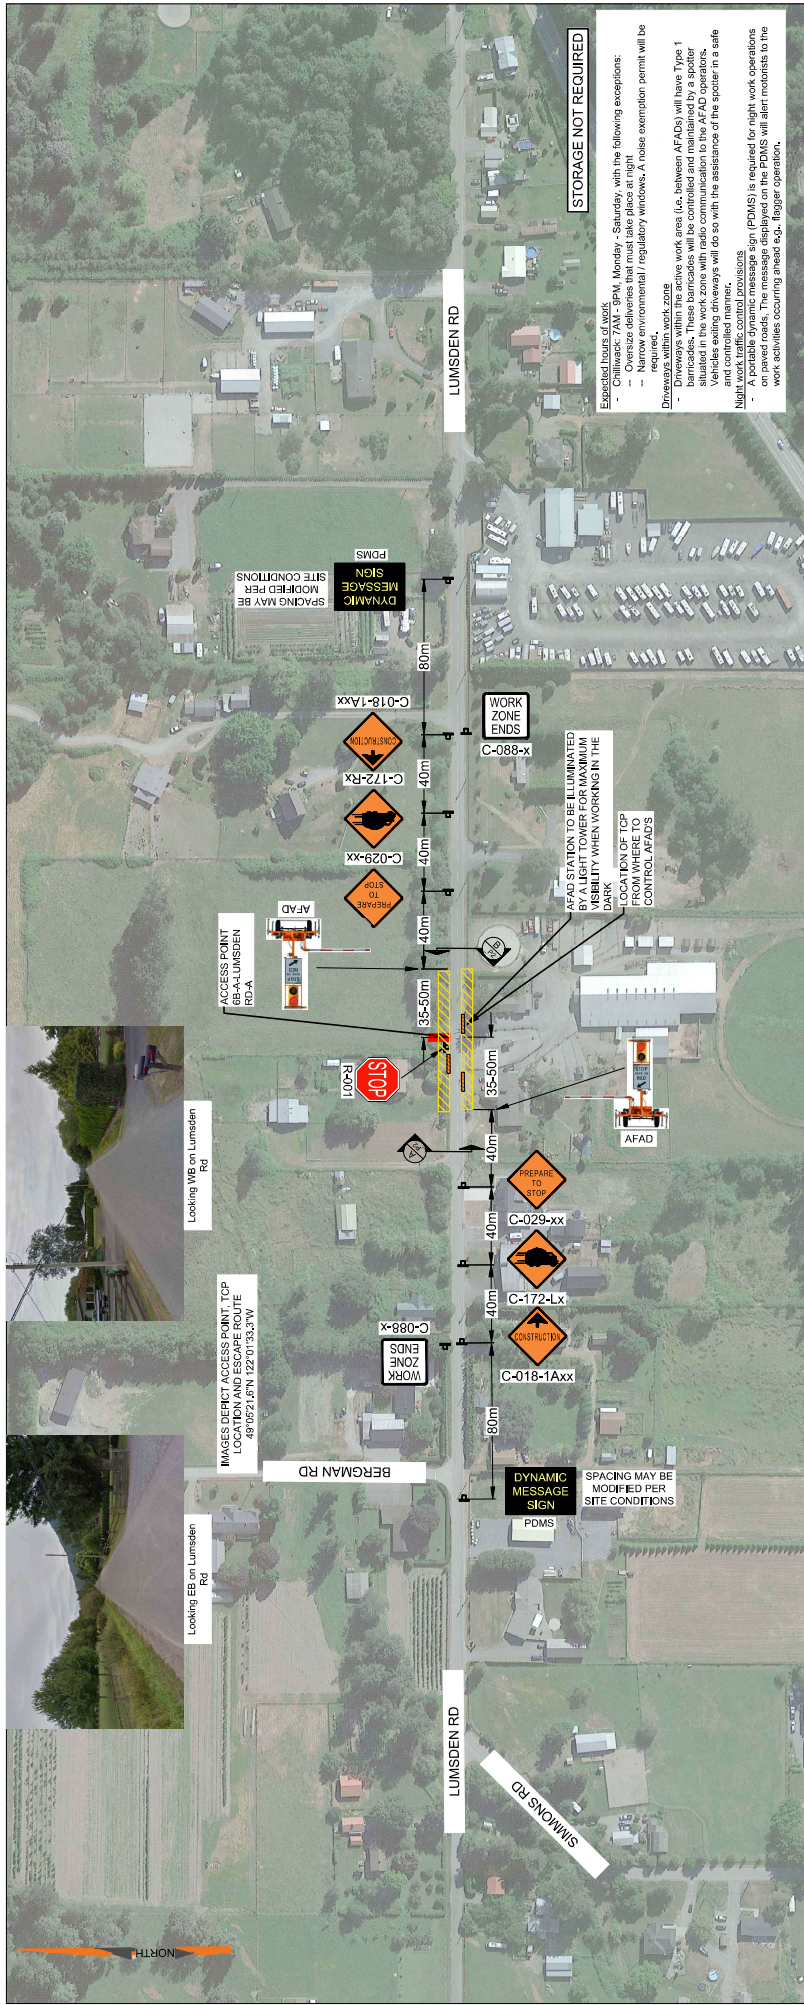 STORAGE NOT REQUIRED
Expected hours of work
- Chilliwack: 7AM - 9PM, Monday - Saturday, with the following exceptions:
-- Oversize deliveries that must take place at night
-- Narrow environmental / regulatory windows. A noise exemption permit will be
required.
Driveways within work zone
- Driveways within the active work area (i.e. between AFADs) will have Type 1
barricades. These barricades will be controlled and maintained by a spotter
situated in the work zone with radio communication to the AFAD operators.
Vehicles exiting driveways will do so with the assistance of the spotter in a safe
and controlled manner.
Night work traffic control provisions
- A portable dynamic message sign (PDMS) is required for night work operations
on paved roads. The message displayed on the PDMS will alert motorists to the
work activities occurring ahead e.g., flagger operation.
LUMSDEN RD
SPACING MAY BE
MODIFIED PER
SITE CONDITIONS
DYNAMIC
MESSAGE
SIGN
PDMS
80m
C-018-1Axx
CONSTRUCTION
40m
C-172-Rx
40m
C-029-xx
PREPARE
TO
STOP
40m
WORK
ZONE
ENDS
C-088-x
AFAD
STOP
HERE ON
RED
ACCESS POINT
6B-A-LUMSDEN
RD-A
35-50m
B
P2
AFAD STATION TO BE ILLUMINATED
BY A LIGHT TOWER FOR MAXIMUM
VISIBILITY WHEN WORKING IN THE
DARK
LOCATION OF TCP
FROM WHERE TO
CONTROL AFAD'S
R-001
STOP
35-50m
AFAD
STOP
HERE ON
RED
A
P2
40m
PREPARE
TO
STOP
C-029-xx
40m
C-172-Lx
40m
CONSTRUCTION
C-018-1Axx
C-088-x
WORK
ZONE
ENDS
80m
DYNAMIC
MESSAGE
SIGN
PDMS
SPACING MAY BE
MODIFIED PER
SITE CONDITIONS
Looking WB on Lumsden
Rd
IMAGES DEPICT ACCESS POINT, TCP
LOCATION AND ESCAPE ROUTE
49°05'21.6"N 122°01'33.3"W
BERGMAN RD
Looking EB on Lumsden
Rd
LUMSDEN RD
SIMMONS RD
NORTH